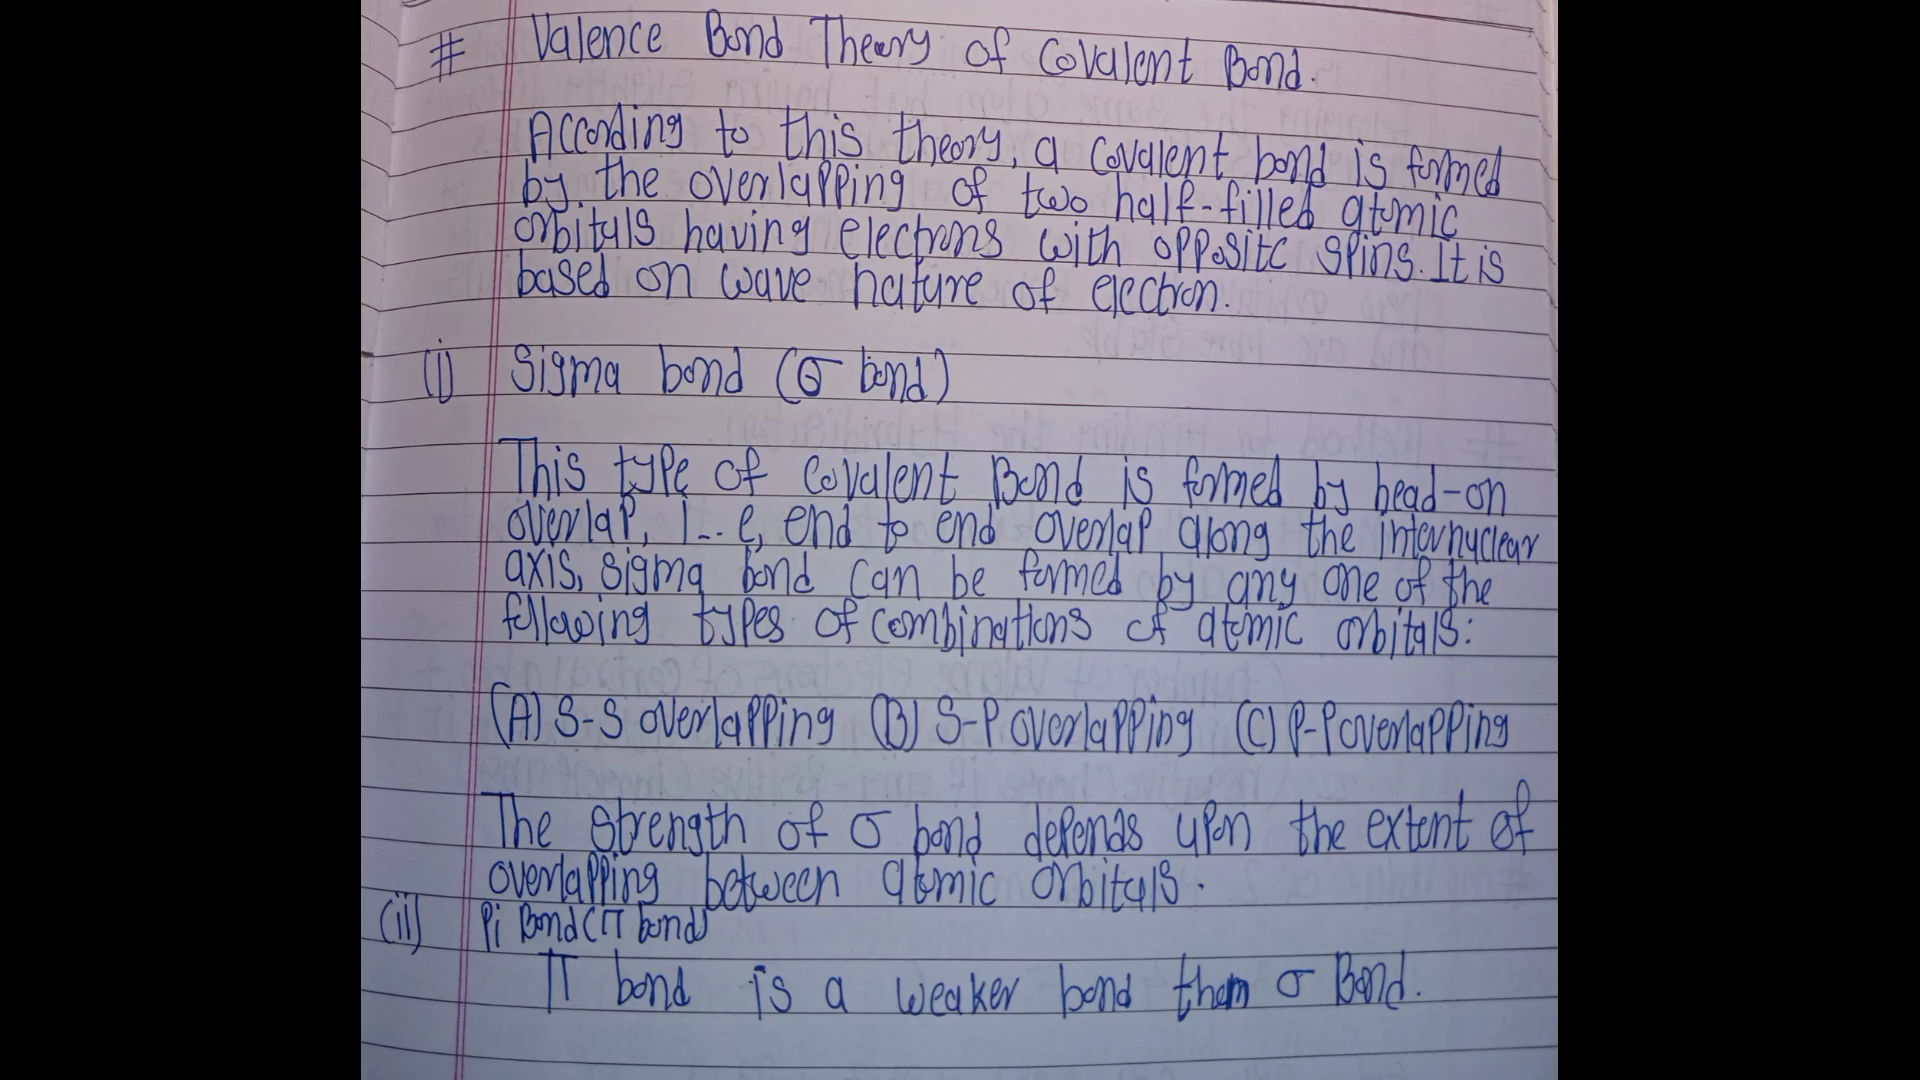 # Valence Bond Theory of Covalent Bond.
According to this theory, a covalent bond is formed
by the overlapping of two half-filled atomic
orbitals having electrons with opposite spins. It is
based on wave nature of electron.
(i) Sigma bond (σ bond)
This type of Covalent Bond is formed by head-on
overlap, i.. e, end to end overlap along the internuclear
axis, sigma bond can be formed by any one of the
following types of combinations of atomic orbitals:
(A) S-S overlapping (B) S-P overlapping (C) P-P overlapping
The strength of σ bond depends upon the extent of
overlapping between atomic orbitals.
(ii) Pi Bond (π bond)
π bond is a weaker bond them σ Bond.